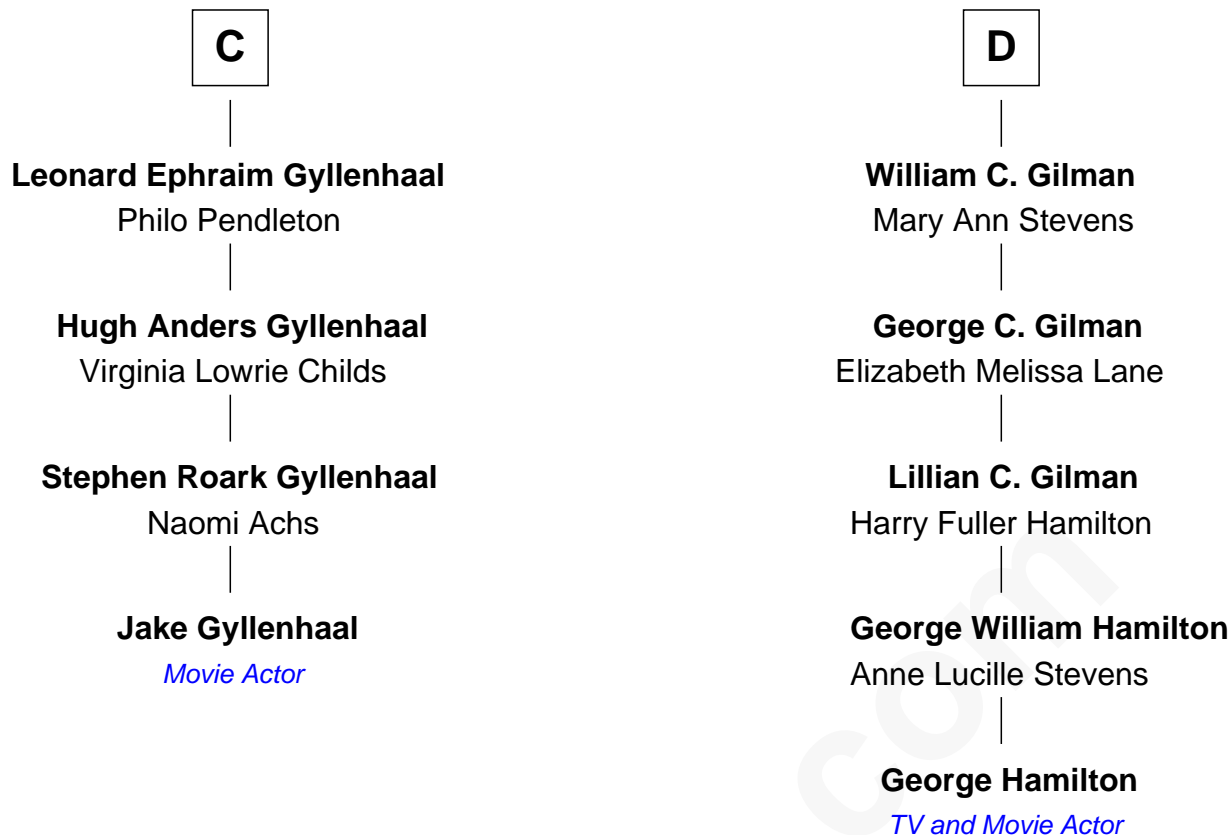 C
Leonard Ephraim Gyllenhaal
Philo Pendleton
Hugh Anders Gyllenhaal
Virginia Lowrie Childs
Stephen Roark Gyllenhaal
Naomi Achs
Jake Gyllenhaal
Movie Actor
D
William C. Gilman
Mary Ann Stevens
George C. Gilman
Elizabeth Melissa Lane
Lillian C. Gilman
Harry Fuller Hamilton
George William Hamilton
Anne Lucille Stevens
George Hamilton
TV and Movie Actor
com